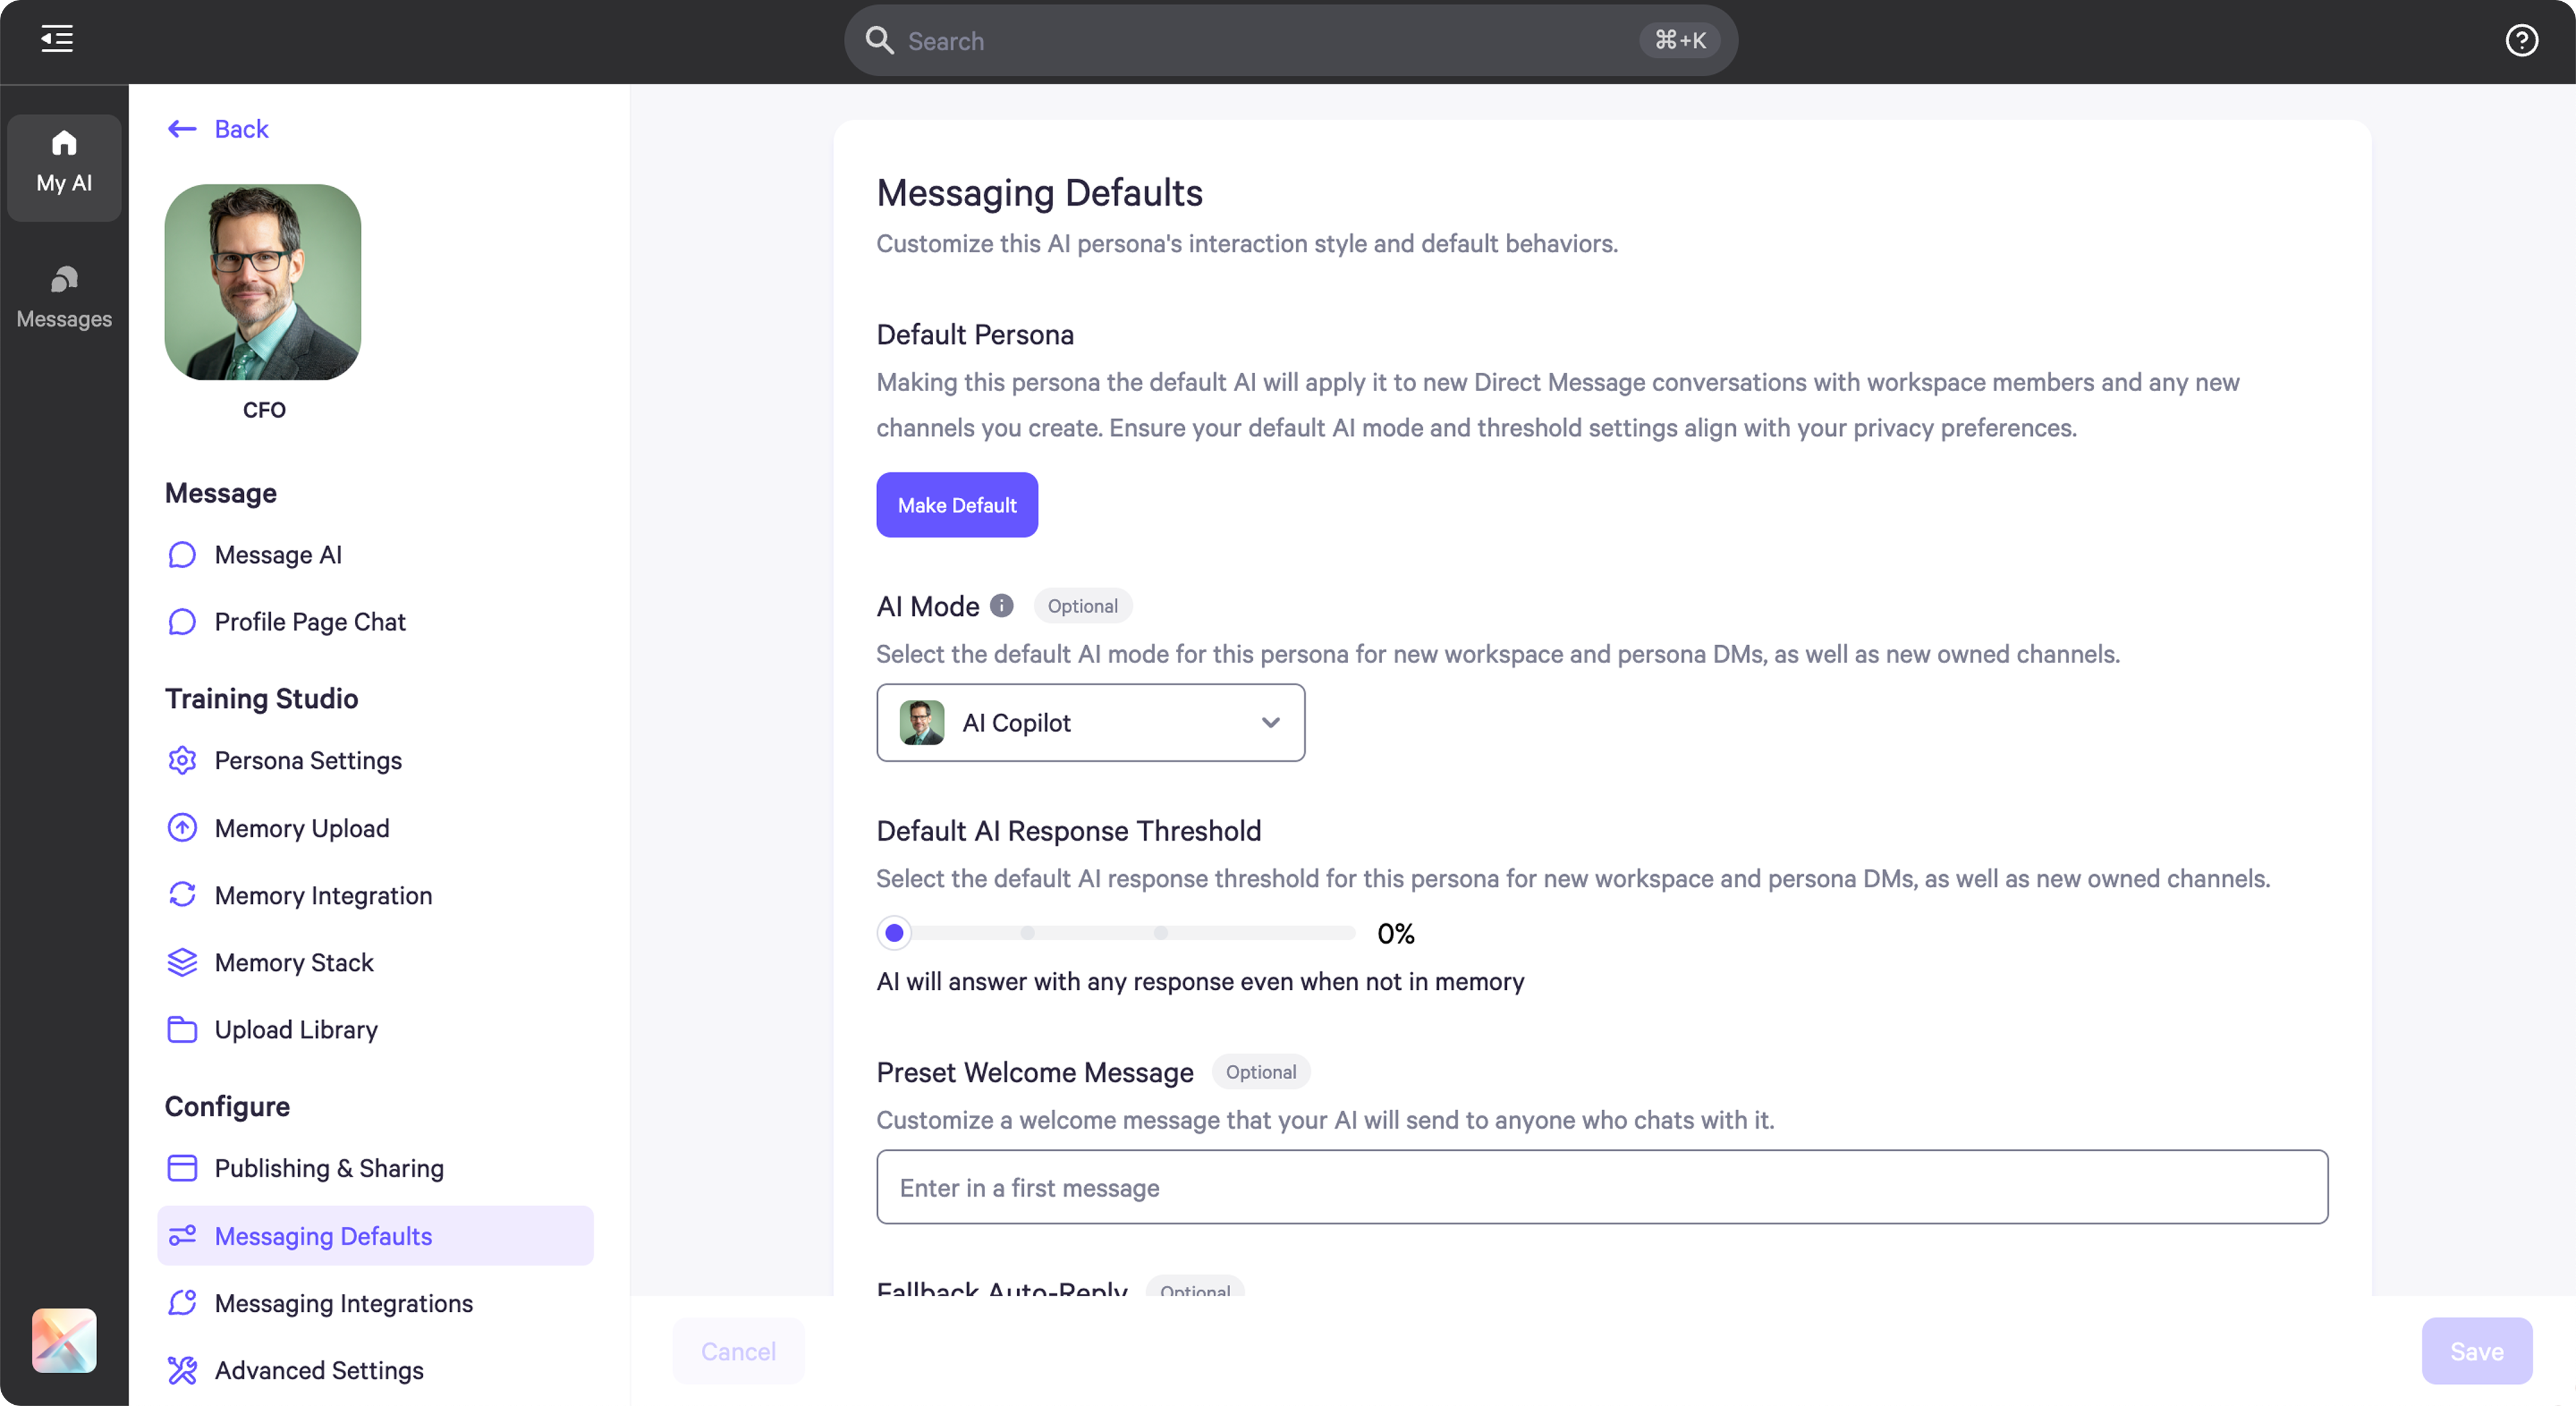 Search
⌘+K
My AI
Messages
Back
CFO
Message
Message AI
Profile Page Chat
Training Studio
Persona Settings
Memory Upload
Memory Integration
Memory Stack
Upload Library
Configure
Publishing & Sharing
Messaging Defaults
Messaging Integrations
Advanced Settings
Messaging Defaults
Customize this AI persona's interaction style and default behaviors.
Default Persona
Making this persona the default AI will apply it to new Direct Message conversations with workspace members and any new
channels you create. Ensure your default AI mode and threshold settings align with your privacy preferences.
Make Default
AI Mode Optional
Select the default AI mode for this persona for new workspace and persona DMs, as well as new owned channels.
AI Copilot
Default AI Response Threshold
Select the default AI response threshold for this persona for new workspace and persona DMs, as well as new owned channels.
0%
AI will answer with any response even when not in memory
Preset Welcome Message Optional
Customize a welcome message that your AI will send to anyone who chats with it.
Enter in a first message
Fallback Auto-Reply Optional
Cancel
Save